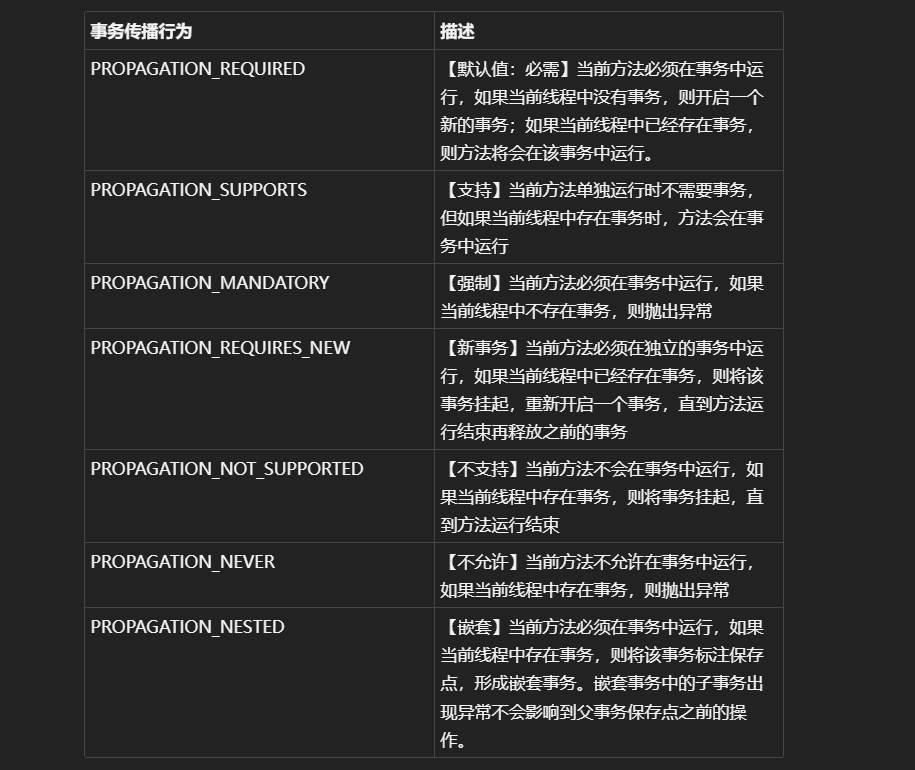 事务传播行为
描述
PROPAGATION_REQUIRED
【默认值：必需】当前方法必须在事务中运
行，如果当前线程中没有事务，则开启一个
新的事务；如果当前线程中已经存在事务，
则方法将会在该事务中运行。
PROPAGATION_SUPPORTS
【支持】当前方法单独运行时不需要事务，
但如果当前线程中存在事务时，方法会在事
务中运行
PROPAGATION_MANDATORY
【强制】当前方法必须在事务中运行，如果
当前线程中不存在事务，则抛出异常
PROPAGATION_REQUIRES_NEW
【新事务】当前方法必须在独立的事务中运
行，如果当前线程中已经存在事务，则将该
事务挂起，重新开启一个事务，直到方法运
行结束再释放之前的事务
PROPAGATION_NOT_SUPPORTED
【不支持】当前方法不会在事务中运行，如
果当前线程中存在事务，则将事务挂起，直
到方法运行结束
PROPAGATION_NEVER
【不允许】当前方法不允许在事务中运行，
如果当前线程中存在事务，则抛出异常
PROPAGATION_NESTED
【嵌套】当前方法必须在事务中运行，如果
当前线程中存在事务，则将该事务标注保存
点，形成嵌套事务。嵌套事务中的子事务出
现异常不会影响到父事务保存点之前的操
作。